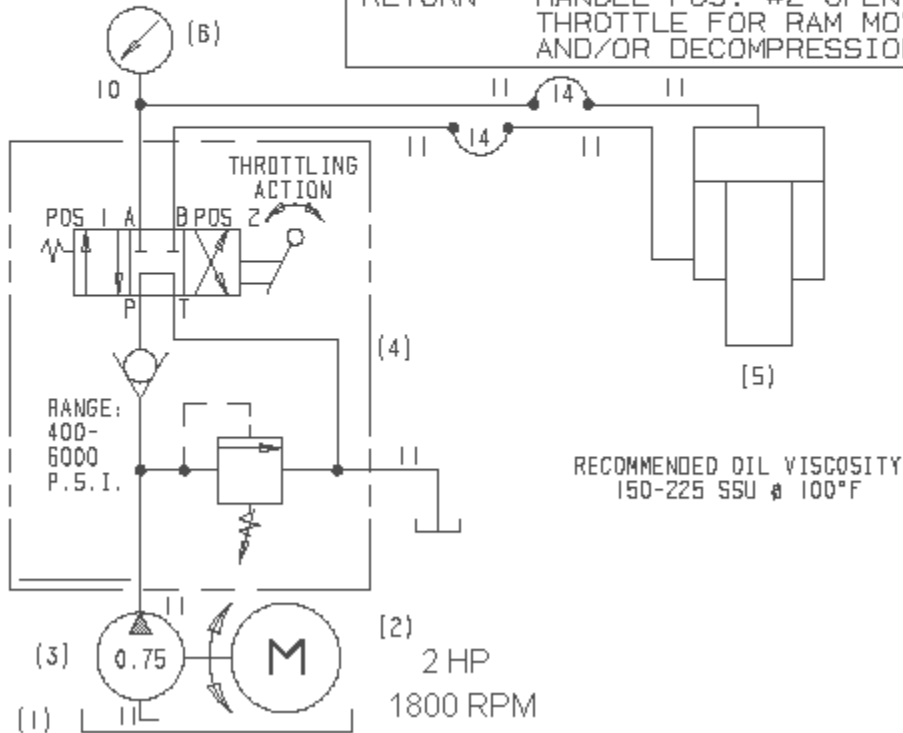 RETURN HANDLE POS. #2 OPEN
THROTTLE FOR RAM
AND/OR
(6)
10
11
14
11
11
14
11
THROTTLING
ACTION
POS 1 A B POS 2
P T
(4)
(5)
RANGE:
400-
6000
P.S.I.
11
RECOMMENDED OIL VISCOSITY
150-225 SSU @ 100°F
11
(3)
0.75
M
(2)
2 HP
1800 RPM
(1)
11